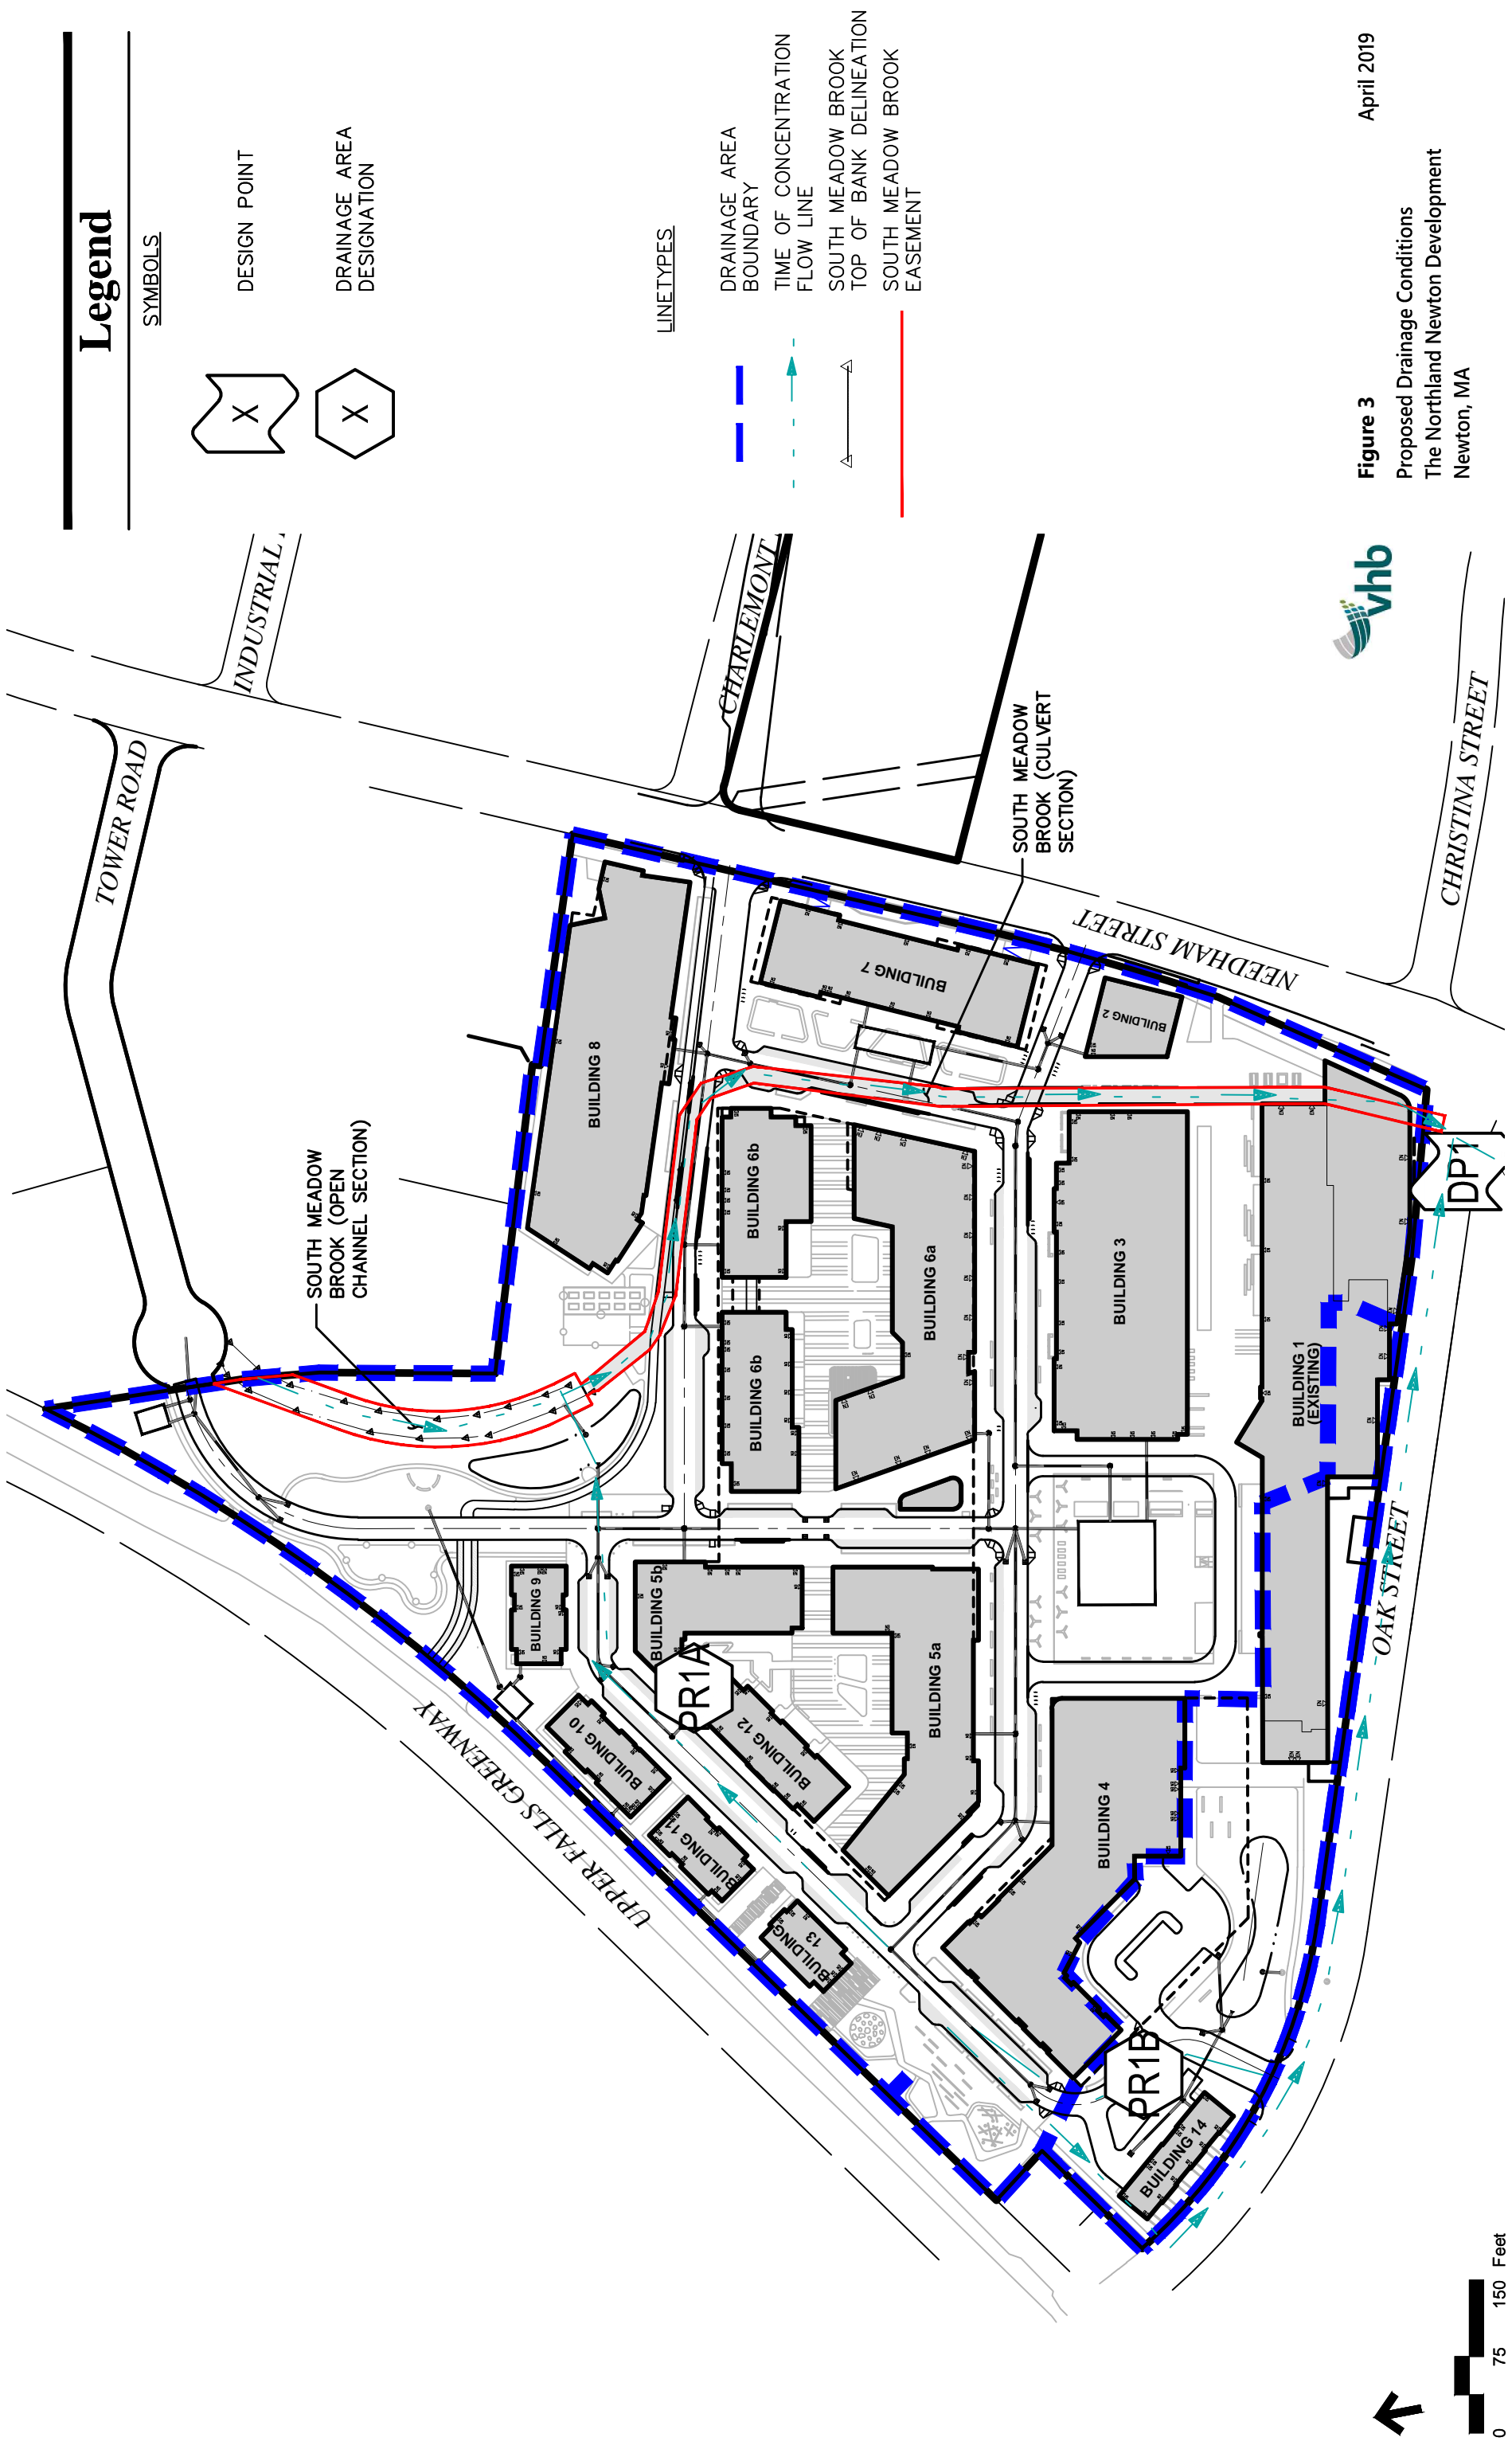 Legend
SYMBOLS
X
DESIGN POINT
X
DRAINAGE AREA
DESIGNATION
LINETYPES
DRAINAGE AREA
BOUNDARY
TIME OF CONCENTRATION
FLOW LINE
SOUTH MEADOW BROOK
TOP OF BANK DELINEATION
SOUTH MEADOW BROOK
EASEMENT
Figure 3
April 2019
Proposed Drainage Conditions
The Northland Newton Development
Newton, MA
vhb
INDUSTRIAL
TOWER ROAD
CHARLEMONT
NEEDHAM STREET
CHRISTINA STREET
OAK STREET
UPPER FALLS GREENWAY
SOUTH MEADOW
BROOK (OPEN
CHANNEL SECTION)
SOUTH MEADOW
BROOK (CULVERT
SECTION)
BUILDING 8
BUILDING 7
BUILDING 2
BUILDING 6b
BUILDING 6b
BUILDING 6a
BUILDING 3
BUILDING 1
(EXISTING)
BUILDING 9
BUILDING 5b
BUILDING 5a
BUILDING 10
BUILDING 11
BUILDING 12
BUILDING
13
BUILDING 4
BUILDING 14
PR1A
PR1B
DP1
0 75 150 Feet